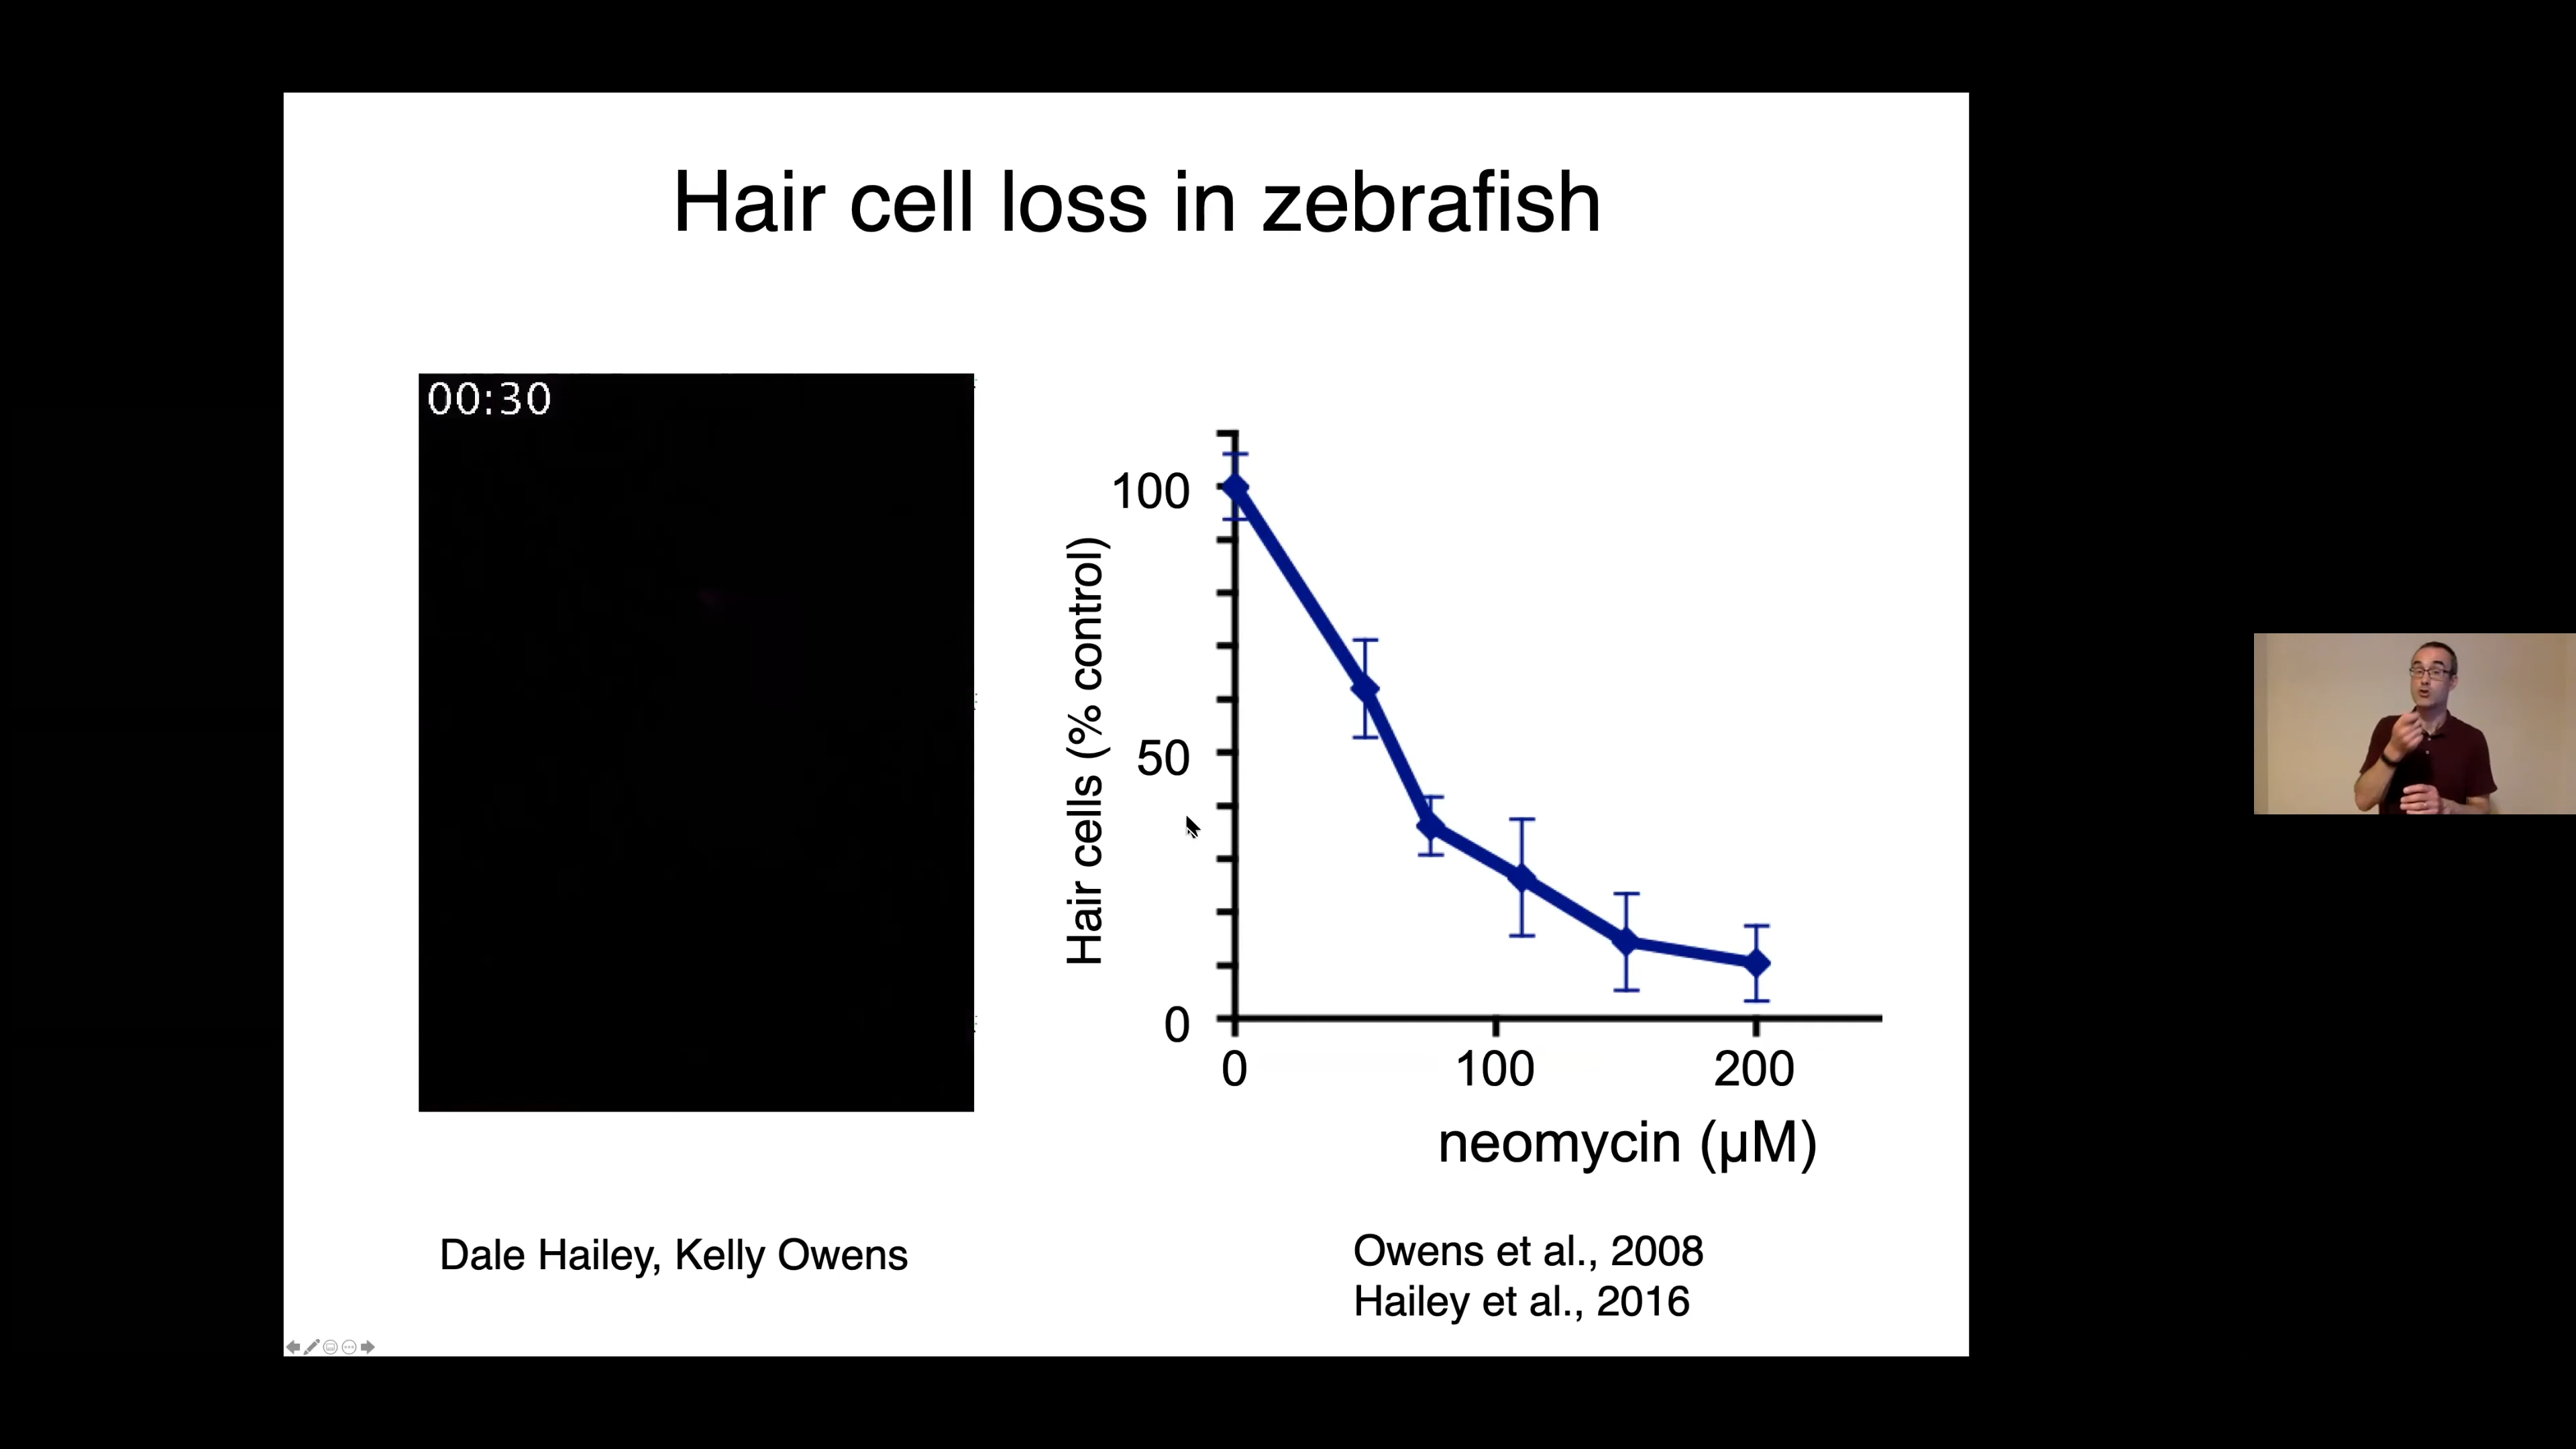 Hair cell loss in zebrafish
00:30
Hair cells (% control)
100
50
0
0 100 200
neomycin (μM)
Dale Hailey, Kelly Owens
Owens et al., 2008
Hailey et al., 2016